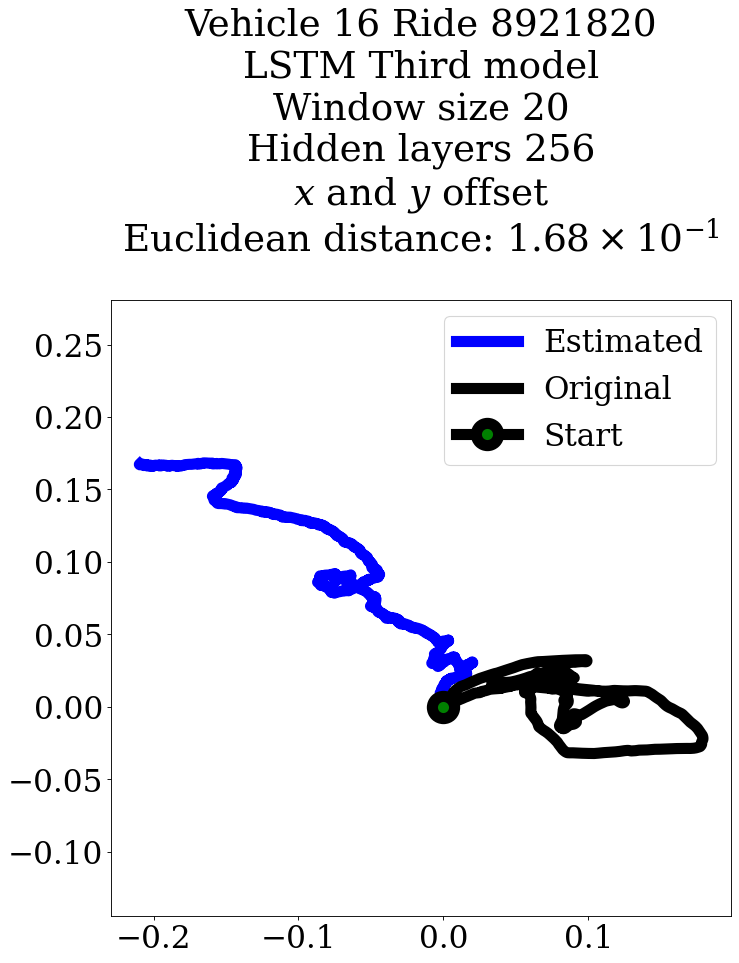 Vehicle 16 Ride 8921820
LSTM Third model
Window size 20
Hidden layers 256
x and y offset
Euclidean distance: 1.68 × 10⁻¹
Estimated
Original
Start
0.25
0.20
0.15
0.10
0.05
0.00
−0.05
−0.10
−0.2 −0.1 0.0 0.1